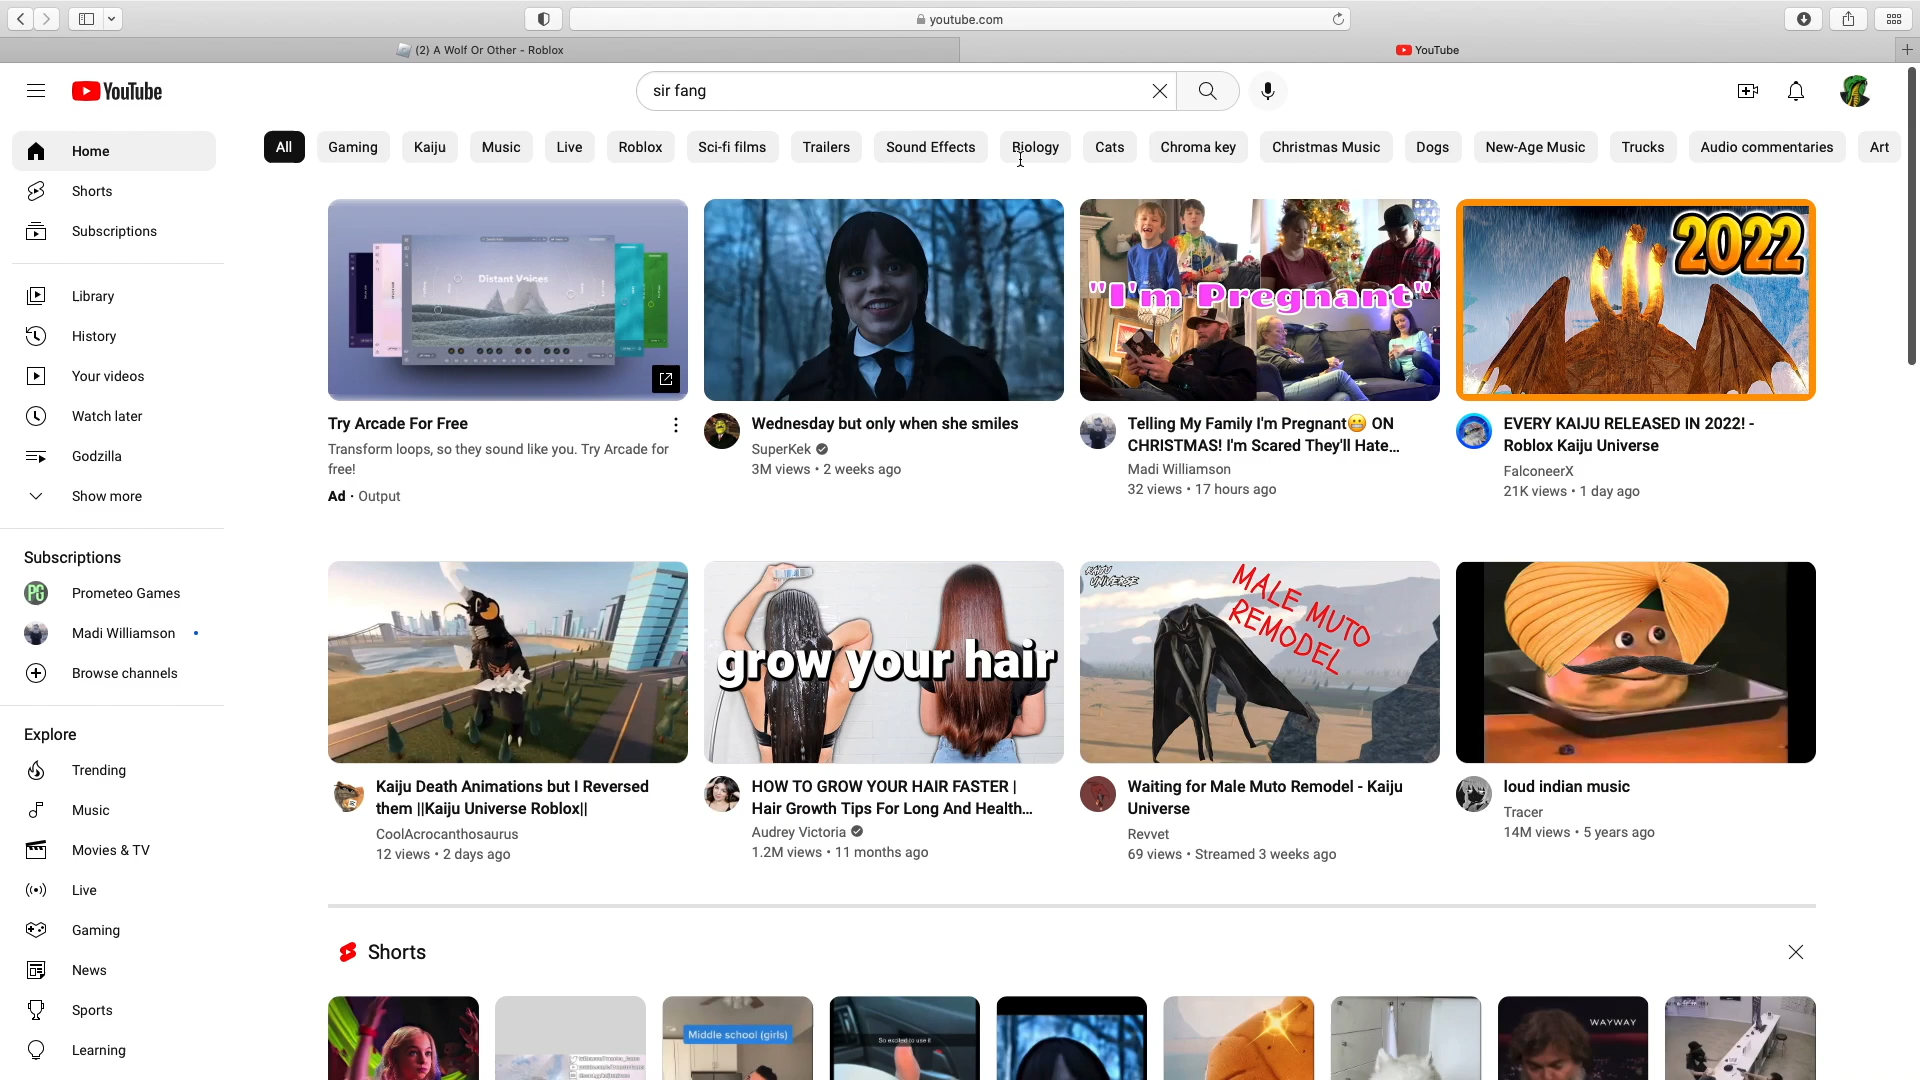 youtube.com
(2) A Wolf Or Other - Roblox
YouTube
YouTube
sir fang
All
Gaming
Kaiju
Music
Live
Roblox
Sci-fi films
Trailers
Sound Effects
Biology
Cats
Chroma key
Christmas Music
Dogs
New-Age Music
Trucks
Audio commentaries
Art
Home
Shorts
Subscriptions
Library
History
Your videos
Watch later
Godzilla
Show more
Subscriptions
PG
Prometeo Games
Madi Williamson
Browse channels
Explore
Trending
Music
Movies & TV
Live
Gaming
News
Sports
Learning
Distant Voices
Try Arcade For Free
Transform loops, so they sound like you. Try Arcade for
free!
Ad · Output
Wednesday but only when she smiles
SuperKek
3M views • 2 weeks ago
"I'm Pregnant"
Telling My Family I'm Pregnant😬 ON
CHRISTMAS! I'm Scared They'll Hate...
Madi Williamson
32 views • 17 hours ago
2022
EVERY KAIJU RELEASED IN 2022! -
Roblox Kaiju Universe
FalconeerX
21K views • 1 day ago
Kaiju Death Animations but I Reversed
them ||Kaiju Universe Roblox||
CoolAcrocanthosaurus
12 views • 2 days ago
grow your hair
HOW TO GROW YOUR HAIR FASTER |
Hair Growth Tips For Long And Health...
Audrey Victoria
1.2M views • 11 months ago
KAIJU
UNIVERSE
MALE MUTO
REMODEL
Waiting for Male Muto Remodel - Kaiju
Universe
Revvet
69 views • Streamed 3 weeks ago
loud indian music
Tracer
14M views • 5 years ago
Shorts
Middle school (girls)
So excited to use it
WAYWAY